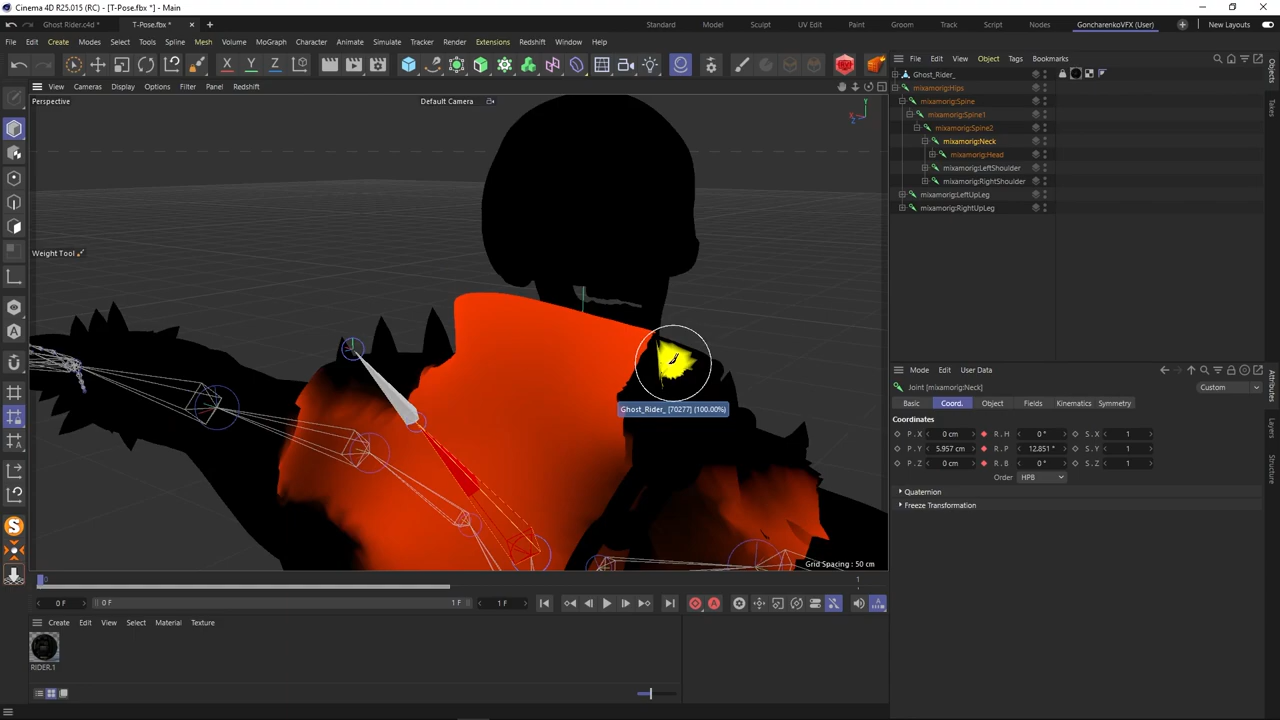 Cinema 4D R25.015 (RC) - [T-Pose.fbx *] - Main
Ghost Rider.c4d
T-Pose.fbx *
Standard
Model
Sculpt
UV Edit
Paint
Groom
Track
Script
Nodes
GoncharenkoVFX (User)
New Layouts
Create
Edit
Modes
Select
Tools
Spline
Mesh
Volume
MoGraph
Character
Animate
Simulate
Tracker
Render
Extensions
Redshift
Window
Help
File
Edit
View
Object
Tags
Bookmarks
X
Y
Z
View
Cameras
Display
Options
Filter
Panel
Redshift
Perspective
Default Camera
Y
X
Z
Weight Tool
Ghost_Rider_ [70277] (100.00%)
Grid Spacing : 50 cm
Ghost_Rider_
mixamorig:Hips
mixamorig:Spine
mixamorig:Spine1
mixamorig:Spine2
mixamorig:Neck
mixamorig:Head
mixamorig:LeftShoulder
mixamorig:RightShoulder
mixamorig:LeftUpLeg
mixamorig:RightUpLeg
Objects
Takes
Mode
Edit
User Data
Joint [mixamorig:Neck]
Custom
Basic
Coord.
Object
Fields
Kinematics
Symmetry
Coordinates
P . X
0 cm
R . H
0 °
S . X
1
P . Y
5.957 cm
R . P
12.851 °
S . Y
1
P . Z
0 cm
R . B
0 °
S . Z
1
Order
HPB
Quaternion
Freeze Transformation
Attributes
Layers
Structure
0
1
0 F
0 F
1 F
1 F
Create
Edit
View
Select
Material
Texture
RIDER.1